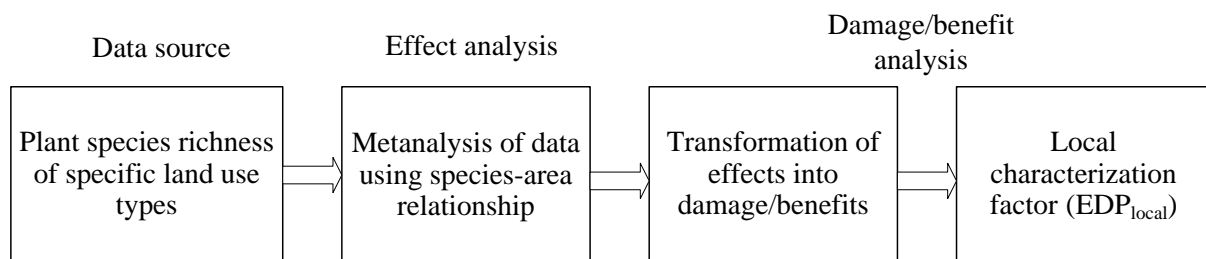 Data source
Effect analysis
Damage/benefit
analysis
Plant species richness
of specific land use
types
Metanalysis of data
using species-area
relationship
Transformation of
effects into
damage/benefits
Local
characterization
factor (EDPlocal)